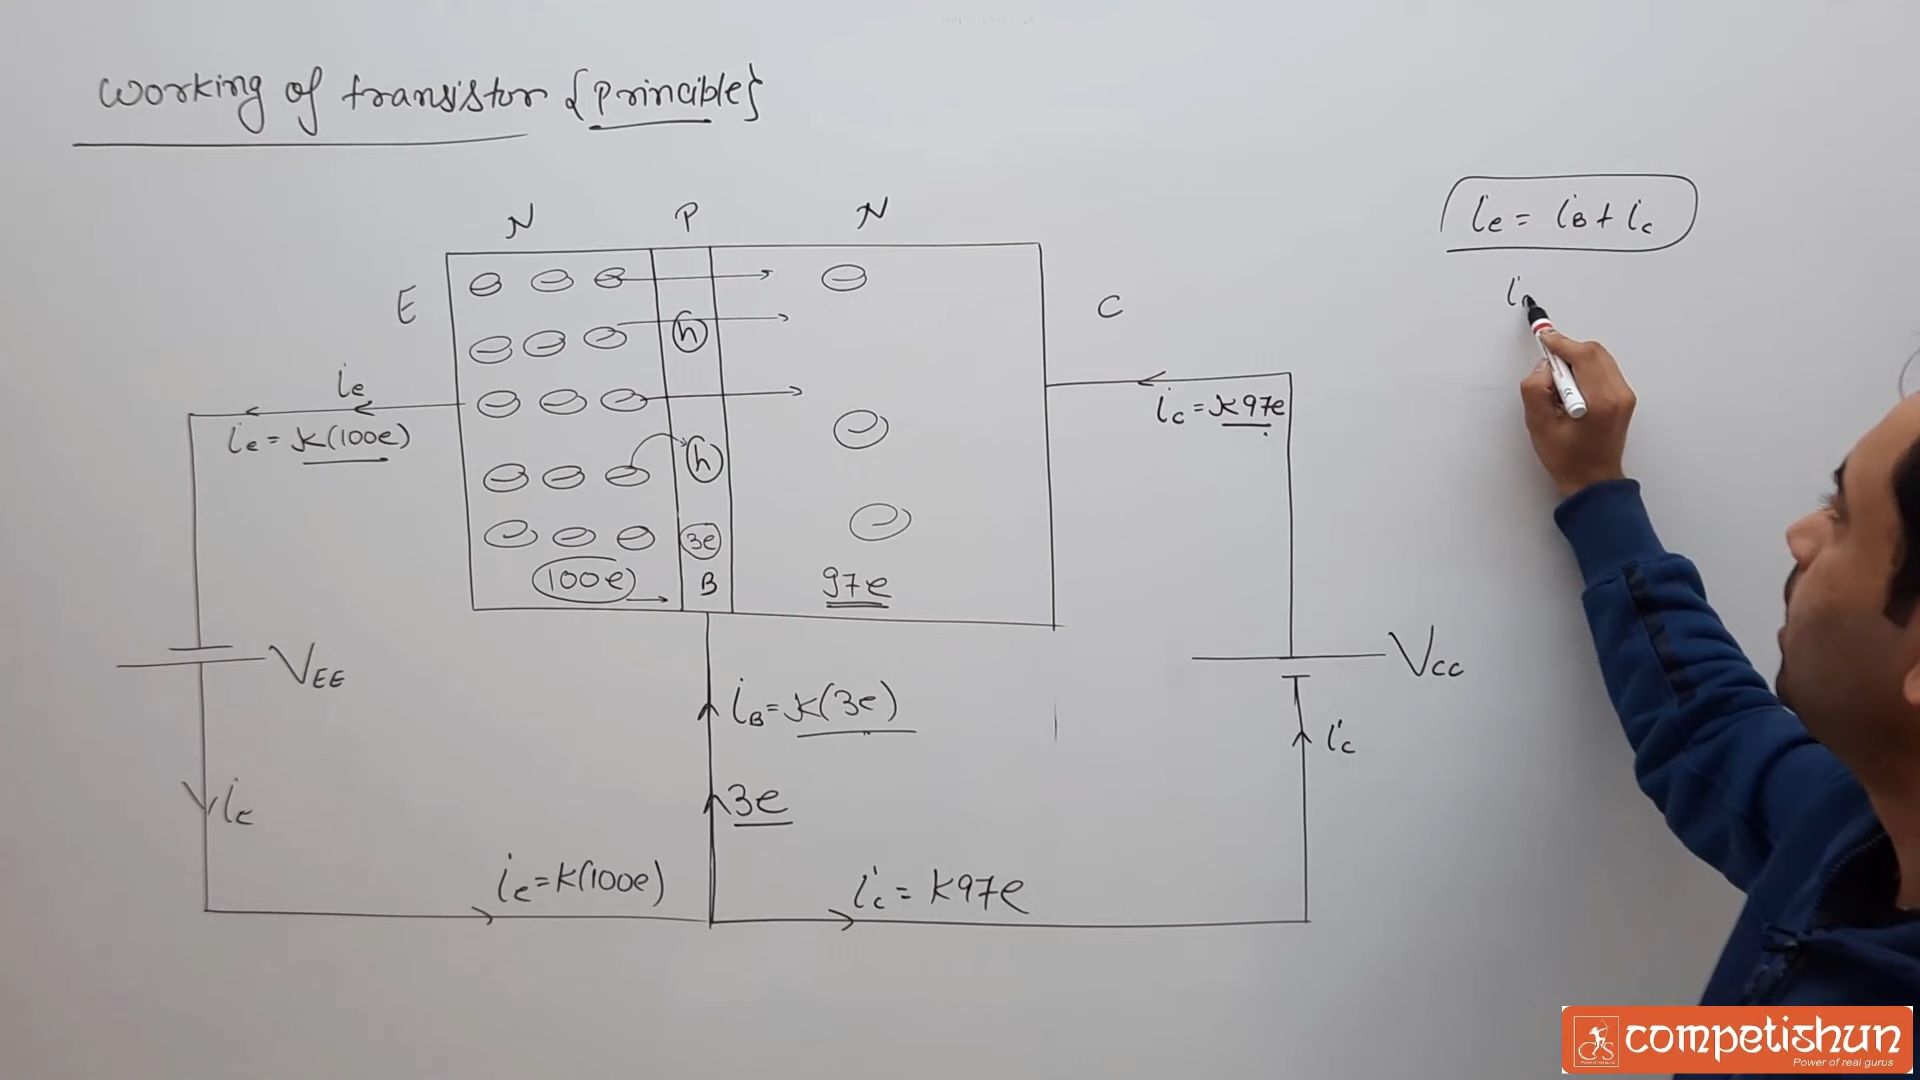 Working of transistor {Principle}
N P N
E
C
h
h
3e
100e
B
97e
ie
ie = k(100e)
ic = k97e
VEE
VCC
iB = k(3e)
3e
ie
ic
ie = k(100e)
ic = k97e
ie = iB + ic
competishun
Power of real gurus